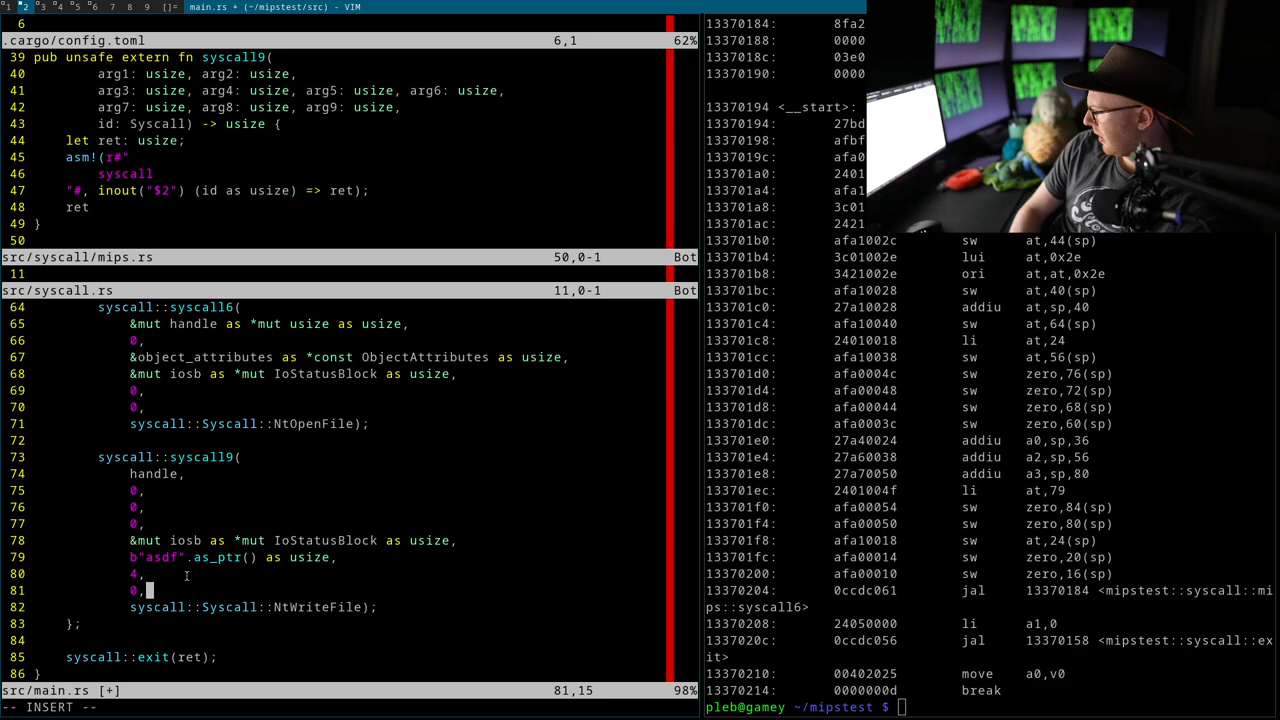 1 2 3 4 5 6 7 8 9 []= main.rs + (~/mipstest/src) - VIM
6
.cargo/config.toml 6,1 62%
39 pub unsafe extern fn syscall9(
40 arg1: usize, arg2: usize,
41 arg3: usize, arg4: usize, arg5: usize, arg6: usize,
42 arg7: usize, arg8: usize, arg9: usize,
43 id: Syscall) -> usize {
44 let ret: usize;
45 asm!(r#"
46 syscall
47 "#, inout("$2") (id as usize) => ret);
48 ret
49 }
50
src/syscall/mips.rs 50,0-1 Bot
11
src/syscall.rs 11,0-1 Bot
64 syscall::syscall6(
65 &mut handle as *mut usize as usize,
66 0,
67 &object_attributes as *const ObjectAttributes as usize,
68 &mut iosb as *mut IoStatusBlock as usize,
69 0,
70 0,
71 syscall::Syscall::NtOpenFile);
72
73 syscall::syscall9(
74 handle,
75 0,
76 0,
77 0,
78 &mut iosb as *mut IoStatusBlock as usize,
79 b"asdf".as_ptr() as usize,
80 4,
81 0,
82 syscall::Syscall::NtWriteFile);
83 };
84
85 syscall::exit(ret);
86 }
src/main.rs [+] 81,15 98%
-- INSERT --
13370184: 8fa2
13370188: 0000
1337018c: 03e0
13370190: 0000
13370194 <__start>:
13370194: 27bd
13370198: afbf
1337019c: afa0
133701a0: 2401
133701a4: afa1
133701a8: 3c01
133701ac: 2421
133701b0: afa1002c sw at,44(sp)
133701b4: 3c01002e lui at,0x2e
133701b8: 3421002e ori at,at,0x2e
133701bc: afa10028 sw at,40(sp)
133701c0: 27a10028 addiu at,sp,40
133701c4: afa10040 sw at,64(sp)
133701c8: 24010018 li at,24
133701cc: afa10038 sw at,56(sp)
133701d0: afa0004c sw zero,76(sp)
133701d4: afa00048 sw zero,72(sp)
133701d8: afa00044 sw zero,68(sp)
133701dc: afa0003c sw zero,60(sp)
133701e0: 27a40024 addiu a0,sp,36
133701e4: 27a60038 addiu a2,sp,56
133701e8: 27a70050 addiu a3,sp,80
133701ec: 2401004f li at,79
133701f0: afa00054 sw zero,84(sp)
133701f4: afa00050 sw zero,80(sp)
133701f8: afa10018 sw at,24(sp)
133701fc: afa00014 sw zero,20(sp)
13370200: afa00010 sw zero,16(sp)
13370204: 0ccdc061 jal 13370184 <mipstest::syscall::mi
ps::syscall6>
13370208: 24050000 li a1,0
1337020c: 0ccdc056 jal 13370158 <mipstest::syscall::ex
it>
13370210: 00402025 move a0,v0
13370214: 0000000d break
pleb@gamey ~/mipstest $